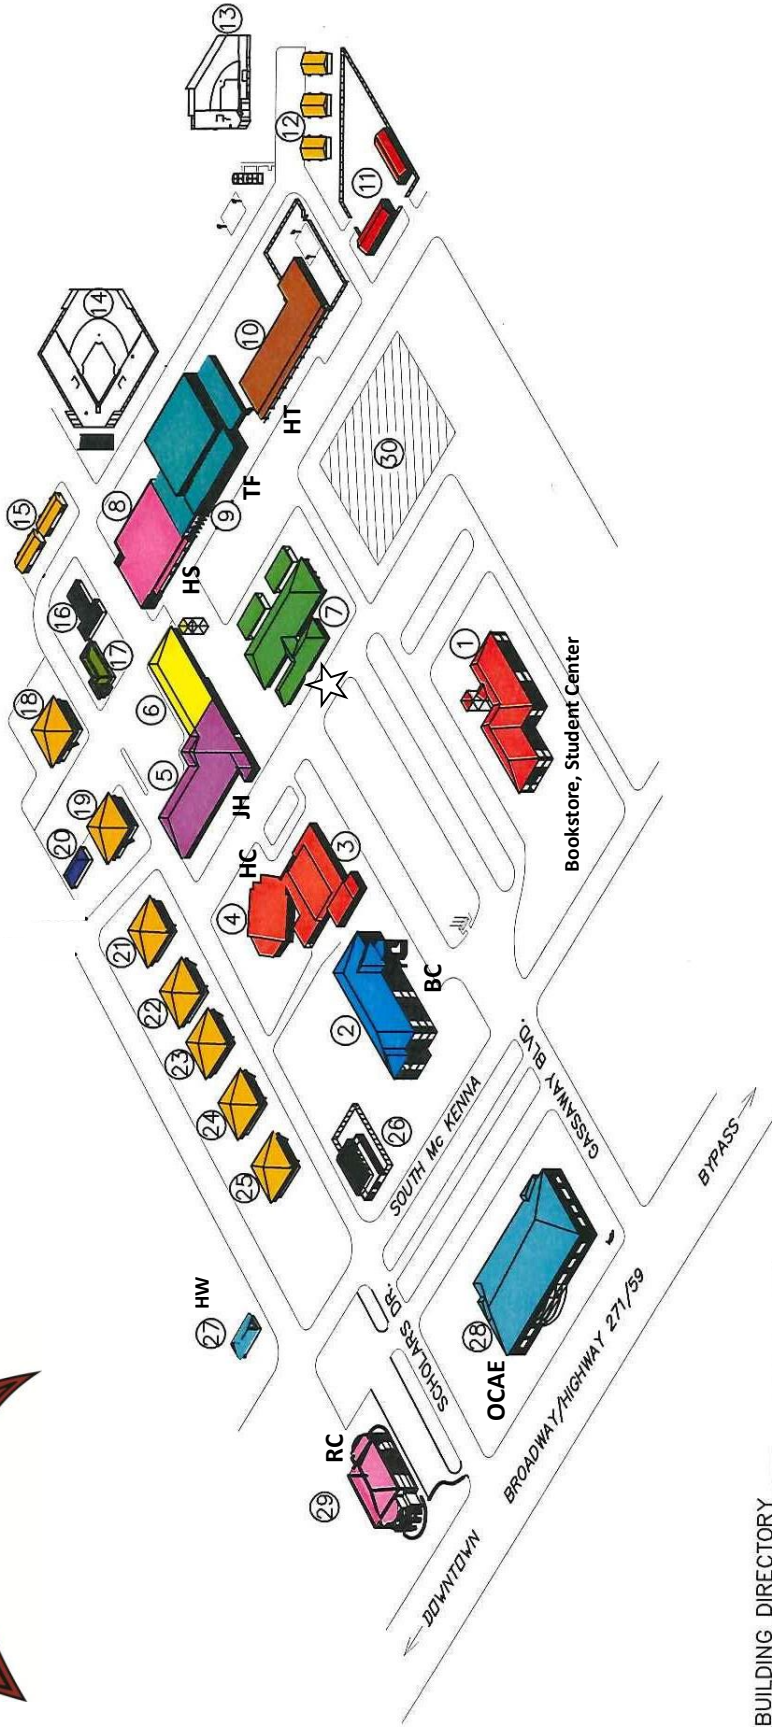 13
12
11
14
10
HT
30
15
8
9
TF
HS
16
17
7
18
6
1
Bookstore, Student Center
5
JH
19
20
HC
3
4
21
2
BC
22
23
24
25
26
SOUTH Mc KENNA
GASSAWAY BLVD.
BYPASS
HW
27
SCHOLARS DR.
28
OCAE
BROADWAY/HIGHWAY 271/59
RC
29
DOWNTOWN
BUILDING DIRECTORY